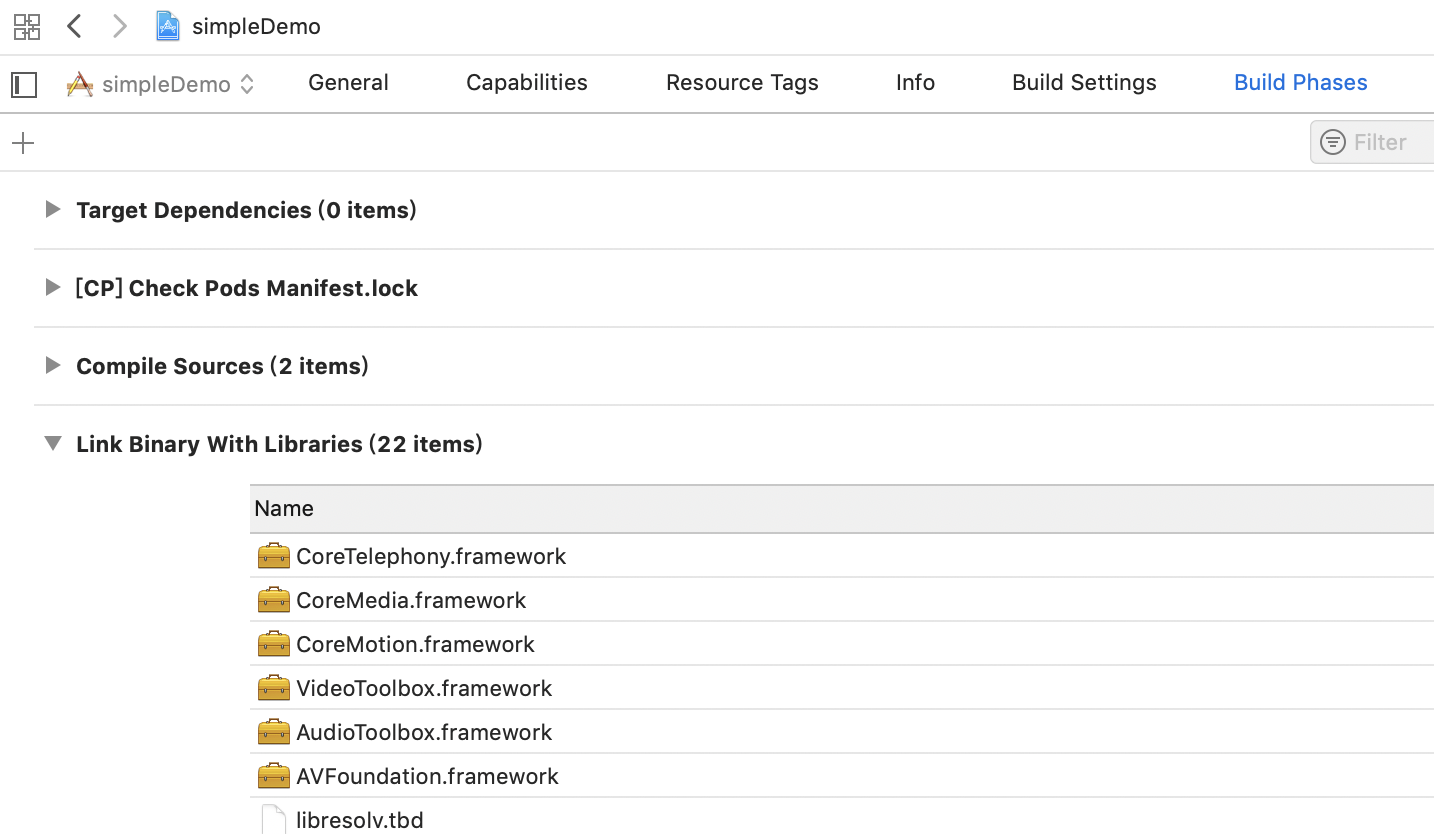 simpleDemo
simpleDemo General Capabilities Resource Tags Info Build Settings Build Phases
Filter
Target Dependencies (0 items)
[CP] Check Pods Manifest.lock
Compile Sources (2 items)
Link Binary With Libraries (22 items)
Name
CoreTelephony.framework
CoreMedia.framework
CoreMotion.framework
VideoToolbox.framework
AudioToolbox.framework
AVFoundation.framework
libresolv.tbd